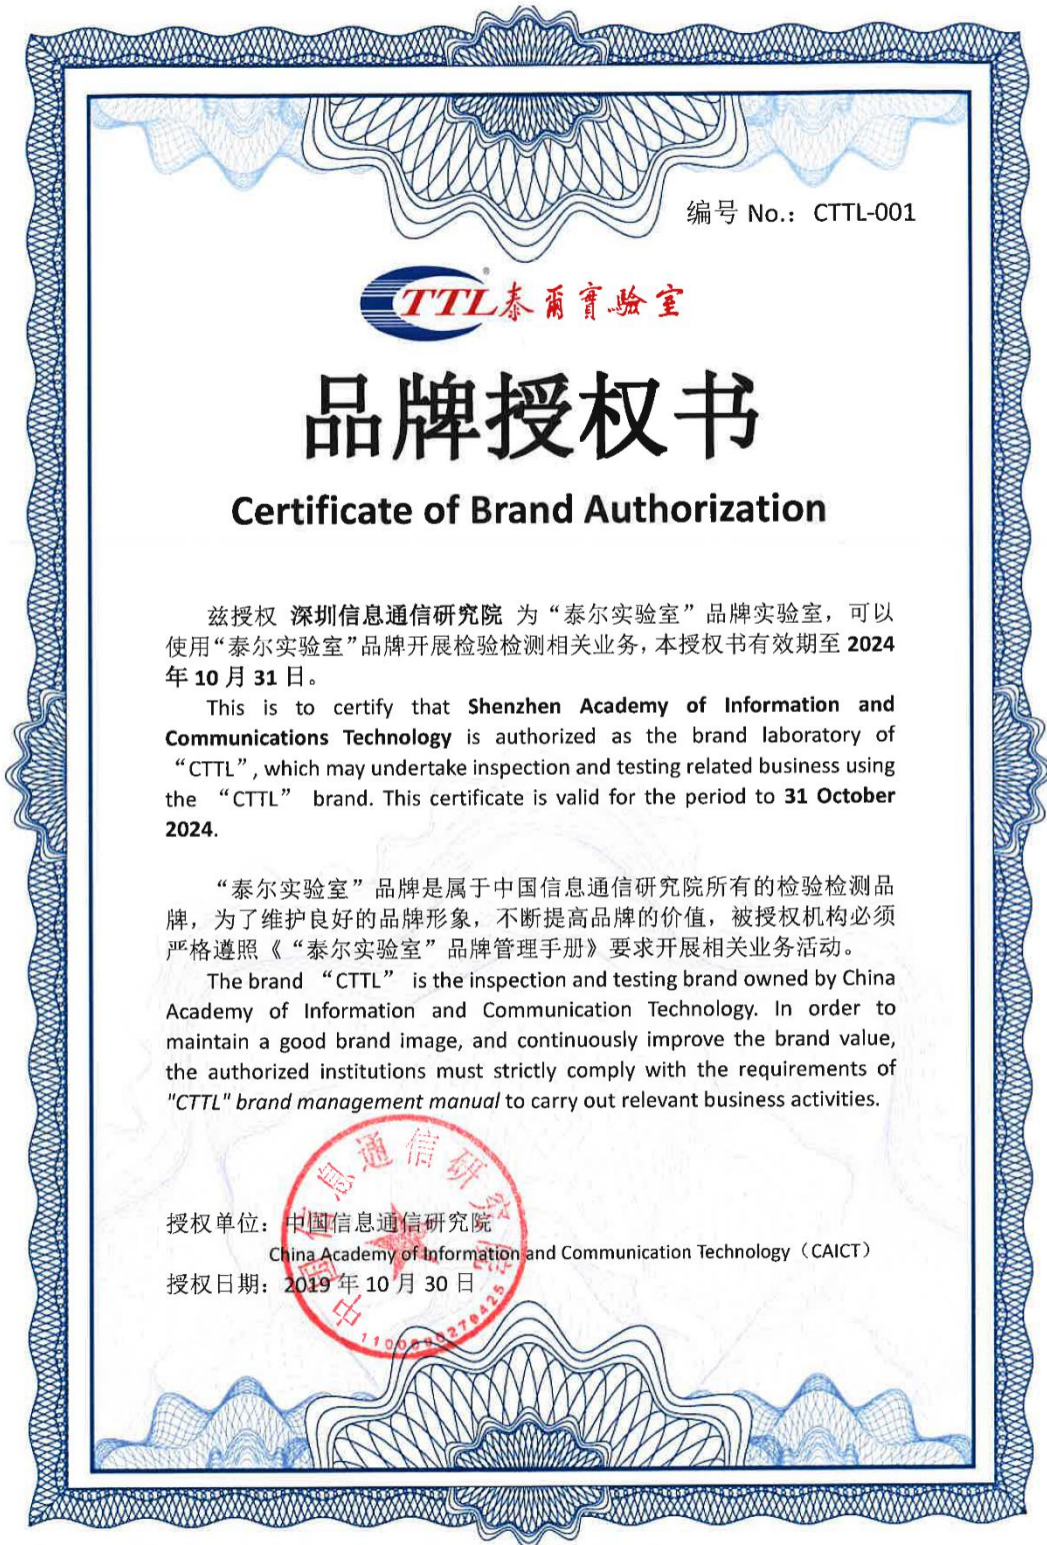 编号 No.： CTTL-001
CTTL泰爾實驗室
品牌授权书
Certificate of Brand Authorization
兹授权 深圳信息通信研究院 为“泰尔实验室”品牌实验室，可以
使用“泰尔实验室”品牌开展检验检测相关业务，本授权书有效期至 2024
年 10 月 31 日。
This is to certify that Shenzhen Academy of Information and
Communications Technology is authorized as the brand laboratory of
“CTTL”, which may undertake inspection and testing related business using
the “CTTL” brand. This certificate is valid for the period to 31 October
2024.
“泰尔实验室”品牌是属于中国信息通信研究院所有的检验检测品
牌，为了维护良好的品牌形象，不断提高品牌的价值，被授权机构必须
严格遵照《“泰尔实验室”品牌管理手册》要求开展相关业务活动。
The brand “CTTL” is the inspection and testing brand owned by China
Academy of Information and Communication Technology. In order to
maintain a good brand image, and continuously improve the brand value,
the authorized institutions must strictly comply with the requirements of
"CTTL" brand management manual to carry out relevant business activities.
中国信息通信研究院
授权单位：中国信息通信研究院
China Academy of Information and Communication Technology（CAICT）
授权日期：2019 年 10 月 30 日
1100000270425